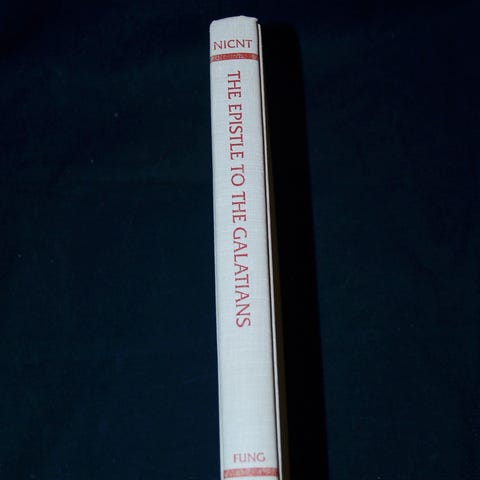 NICNT
THE EPISTLE TO THE GALATIANS
FUNG